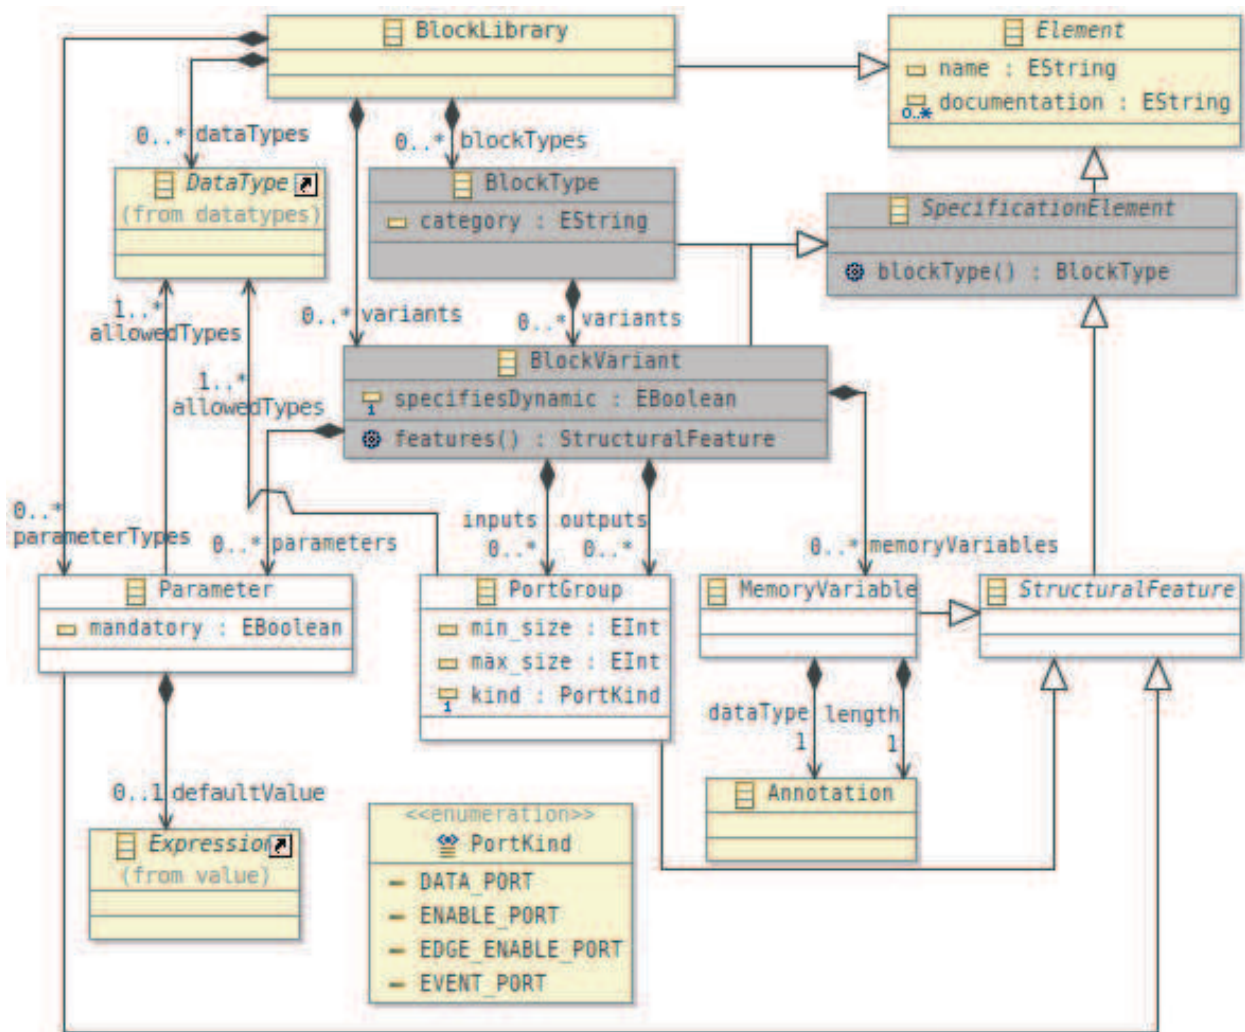 BlockLibrary
Element
name : EString
documentation : EString
0..*
0..* dataTypes
0..* blockTypes
DataType
(from datatypes)
BlockType
category : EString
SpecificationElement
blockType() : BlockType
1..*
allowedTypes
0..* variants
0..* variants
1..*
allowedTypes
BlockVariant
specifiesDynamic : EBoolean
1
features() : StructuralFeature
0..*
parameterTypes
0..* parameters
inputs
0..*
outputs
0..*
0..* memoryVariables
Parameter
mandatory : EBoolean
PortGroup
min_size : EInt
max_size : EInt
kind : PortKind
1
MemoryVariable
StructuralFeature
dataType
1
length
1
0..1 defaultValue
Annotation
Expression
(from value)
<<enumeration>>
PortKind
DATA_PORT
ENABLE_PORT
EDGE_ENABLE_PORT
EVENT_PORT